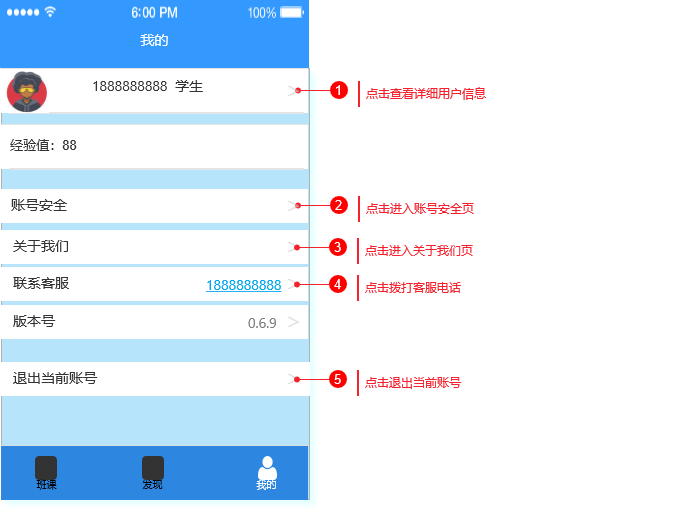 6:00 PM 100%
我的
1888888888 学生
1 点击查看详细用户信息
经验值：88
账号安全
2 点击进入账号安全页
关于我们
3 点击进入关于我们页
联系客服 1888888888
4 点击拨打客服电话
版本号 0.6.9
退出当前账号
5 点击退出当前账号
班课 发现 我的